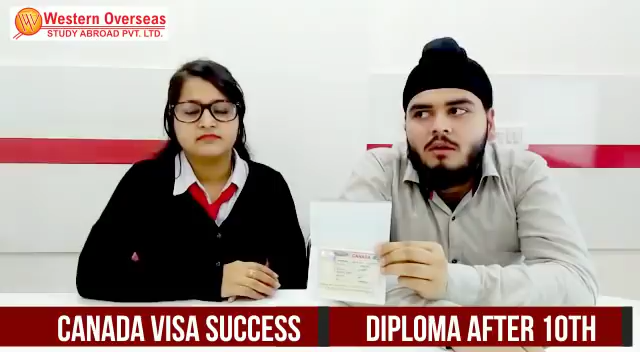 Western Overseas
STUDY ABROAD PVT. LTD.
CANADA
CANADA VISA SUCCESS
DIPLOMA AFTER 10TH